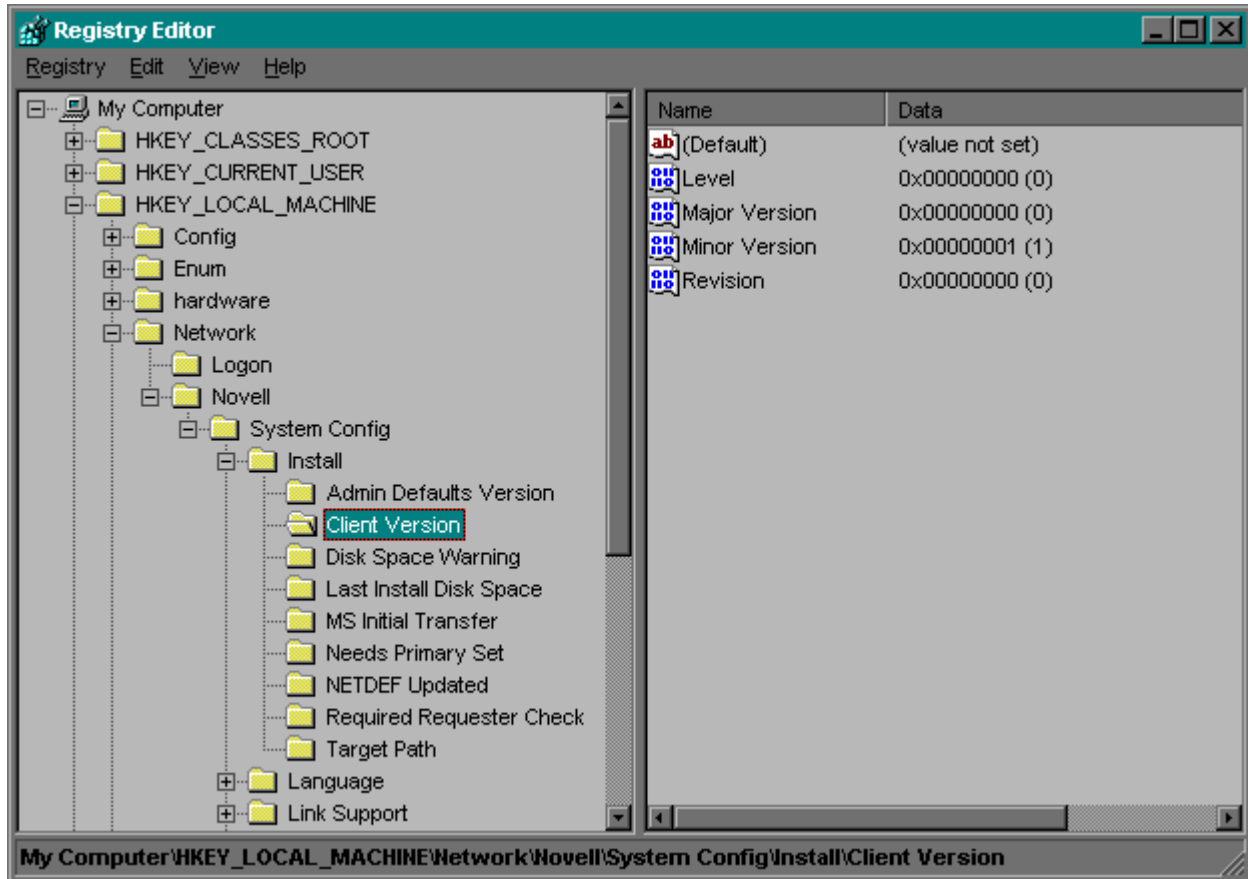 Registry Editor
Registry Edit View Help
My Computer
HKEY_CLASSES_ROOT
HKEY_CURRENT_USER
HKEY_LOCAL_MACHINE
Config
Enum
hardware
Network
Logon
Novell
System Config
Install
Admin Defaults Version
Client Version
Disk Space Warning
Last Install Disk Space
MS Initial Transfer
Needs Primary Set
NETDEF Updated
Required Requester Check
Target Path
Language
Link Support
Name Data
(Default) (value not set)
Level 0x00000000 (0)
Major Version 0x00000000 (0)
Minor Version 0x00000001 (1)
Revision 0x00000000 (0)
My Computer\HKEY_LOCAL_MACHINE\Network\Novell\System Config\Install\Client Version